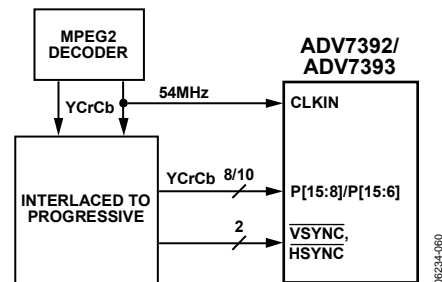 MPEG2
DECODER
ADV7392/
ADV7393
YCrCb
54MHz
CLKIN
INTERLACED TO
PROGRESSIVE
YCrCb
8/10
P[15:8]/P[15:6]
2
VSYNC,
HSYNC
06234-060